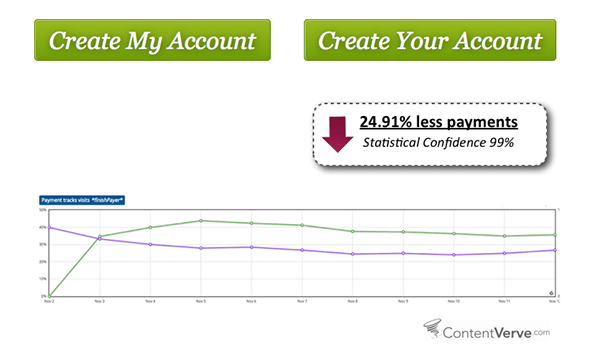 Create My Account
Create Your Account
24.91% less payments
Statistical Confidence 99%
Payment tracks visits *finishPayer*
50%
40%
30%
20%
10%
0%
Nov 2
Nov 3
Nov 4
Nov 5
Nov 6
Nov 7
Nov 8
Nov 9
Nov 10
Nov 11
ContentVerve.com